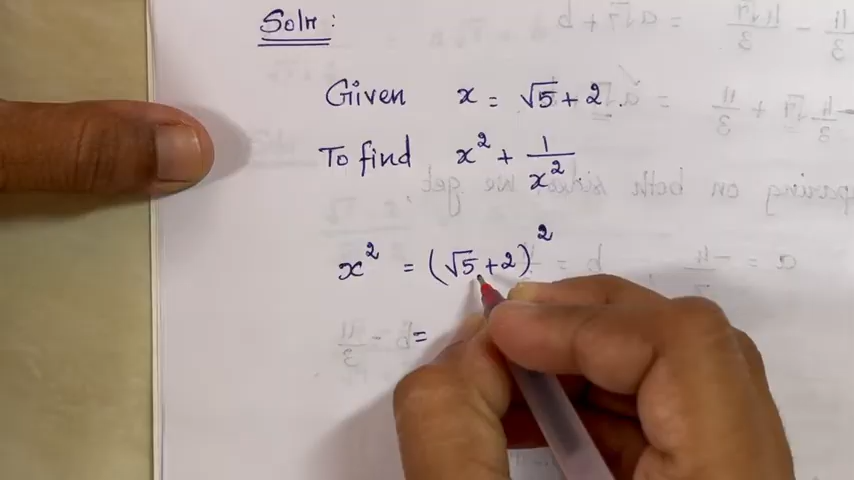 Soln :
Given x = √5 + 2 .
To find x² + 1/x²
x² = (√5 + 2)²
=